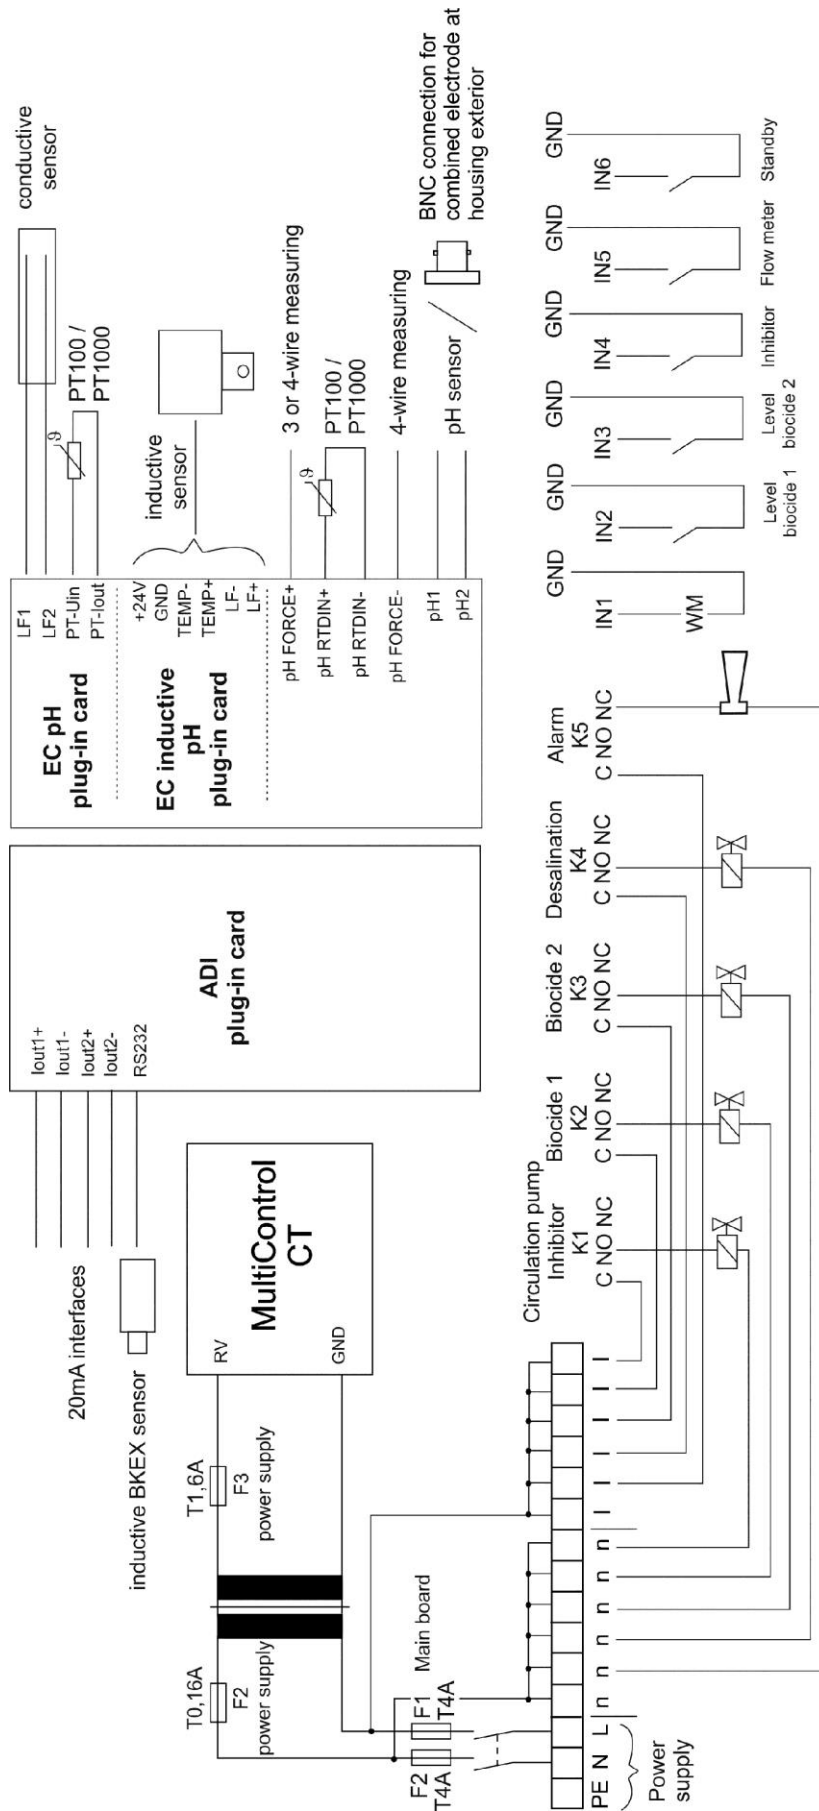 conductive
sensor
LF1
LF2
PT-Uin
PT-Iout
PT100 /
PT1000
ϑ
EC pH
plug-in card
inductive
sensor
+24V
GND
TEMP-
TEMP+
LF-
LF+
EC inductive
pH
plug-in card
pH FORCE+
3 or 4-wire measuring
pH RTDIN+
pH RTDIN-
ϑ
PT100 /
PT1000
pH FORCE-
4-wire measuring
pH1
pH2
pH sensor
BNC connection for
combined electrode at
housing exterior
Iout1+
Iout1-
Iout2+
Iout2-
RS232
ADI
plug-in card
20mA interfaces
inductive BKEX sensor
MultiControl
CT
RV
GND
T1,6A
F3
power supply
T0,16A
F2
power supply
Main board
F1
T4A
F2
T4A
PE N L
Power
supply
n n n n n n
l l l l l l
Circulation pump
Inhibitor
K1
C NO NC
Biocide 1
K2
C NO NC
Biocide 2
K3
C NO NC
Desalination
K4
C NO NC
Alarm
K5
C NO NC
IN1
GND
WM
IN2
GND
Level
biocide 1
IN3
GND
Level
biocide 2
IN4
GND
Inhibitor
IN5
GND
Flow meter
IN6
GND
Standby